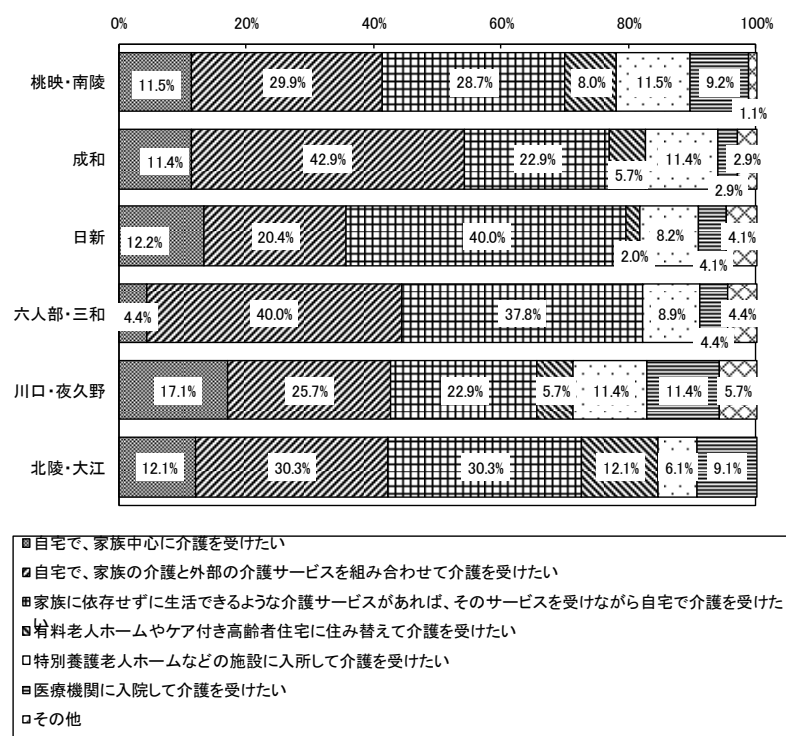 0% 20% 40% 60% 80% 100%
桃映・南陵 11.5% 29.9% 28.7% 8.0% 11.5% 9.2% 1.1%
成和 11.4% 42.9% 22.9% 5.7% 11.4% 2.9% 2.9%
日新 12.2% 20.4% 40.0% 2.0% 8.2% 4.1% 4.1%
六人部・三和 4.4% 40.0% 37.8% 8.9% 4.4% 4.4%
川口・夜久野 17.1% 25.7% 22.9% 5.7% 11.4% 11.4% 5.7%
北陵・大江 12.1% 30.3% 30.3% 12.1% 6.1% 9.1%
自宅で、家族中心に介護を受けたい
自宅で、家族の介護と外部の介護サービスを組み合わせて介護を受けたい
家族に依存せずに生活できるような介護サービスがあれば、そのサービスを受けながら自宅で介護を受けた
い
有料老人ホームやケア付き高齢者住宅に住み替えて介護を受けたい
特別養護老人ホームなどの施設に入所して介護を受けたい
医療機関に入院して介護を受けたい
その他